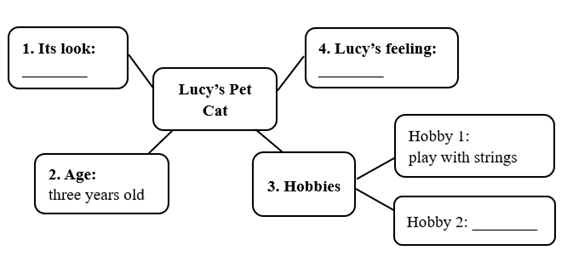 1. Its look:
________
4. Lucy’s feeling:
________
Lucy’s Pet
Cat
Hobby 1:
play with strings
2. Age:
three years old
3. Hobbies
Hobby 2: ________